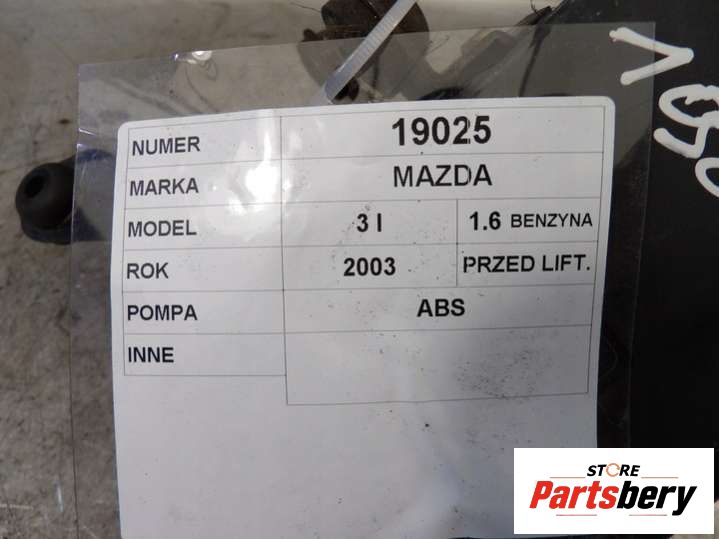 NUMER 19025
MARKA MAZDA
MODEL 3 I 1.6 BENZYNA
ROK 2003 PRZED LIFT.
POMPA ABS
INNE
STORE
Partsbery